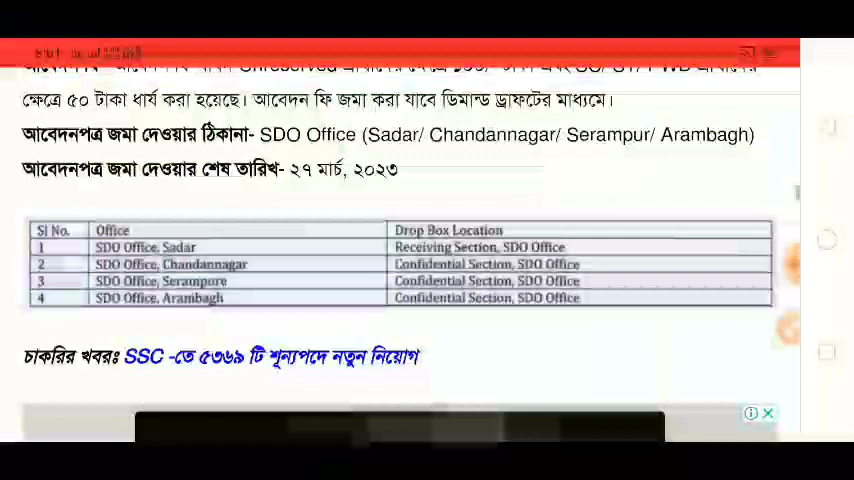 ক্ষেত্রে ৫০ টাকা ধার্য করা হয়েছে। আবেদন ফি জমা করা যাবে ডিমান্ড ড্রাফটের মাধ্যমে।
আবেদনপত্র জমা দেওয়ার ঠিকানা- SDO Office (Sadar/ Chandannagar/ Serampur/ Arambagh)
আবেদনপত্র জমা দেওয়ার শেষ তারিখ- ২৭ মার্চ, ২০২৩
Sl No. Office Drop Box Location
1 SDO Office, Sadar Receiving Section, SDO Office
2 SDO Office, Chandannagar Confidential Section, SDO Office
3 SDO Office, Serampure Confidential Section, SDO Office
4 SDO Office, Arambagh Confidential Section, SDO Office
চাকরির খবরঃ SSC -তে ৫৩৬৯ টি শূন্যপদে নতুন নিয়োগ